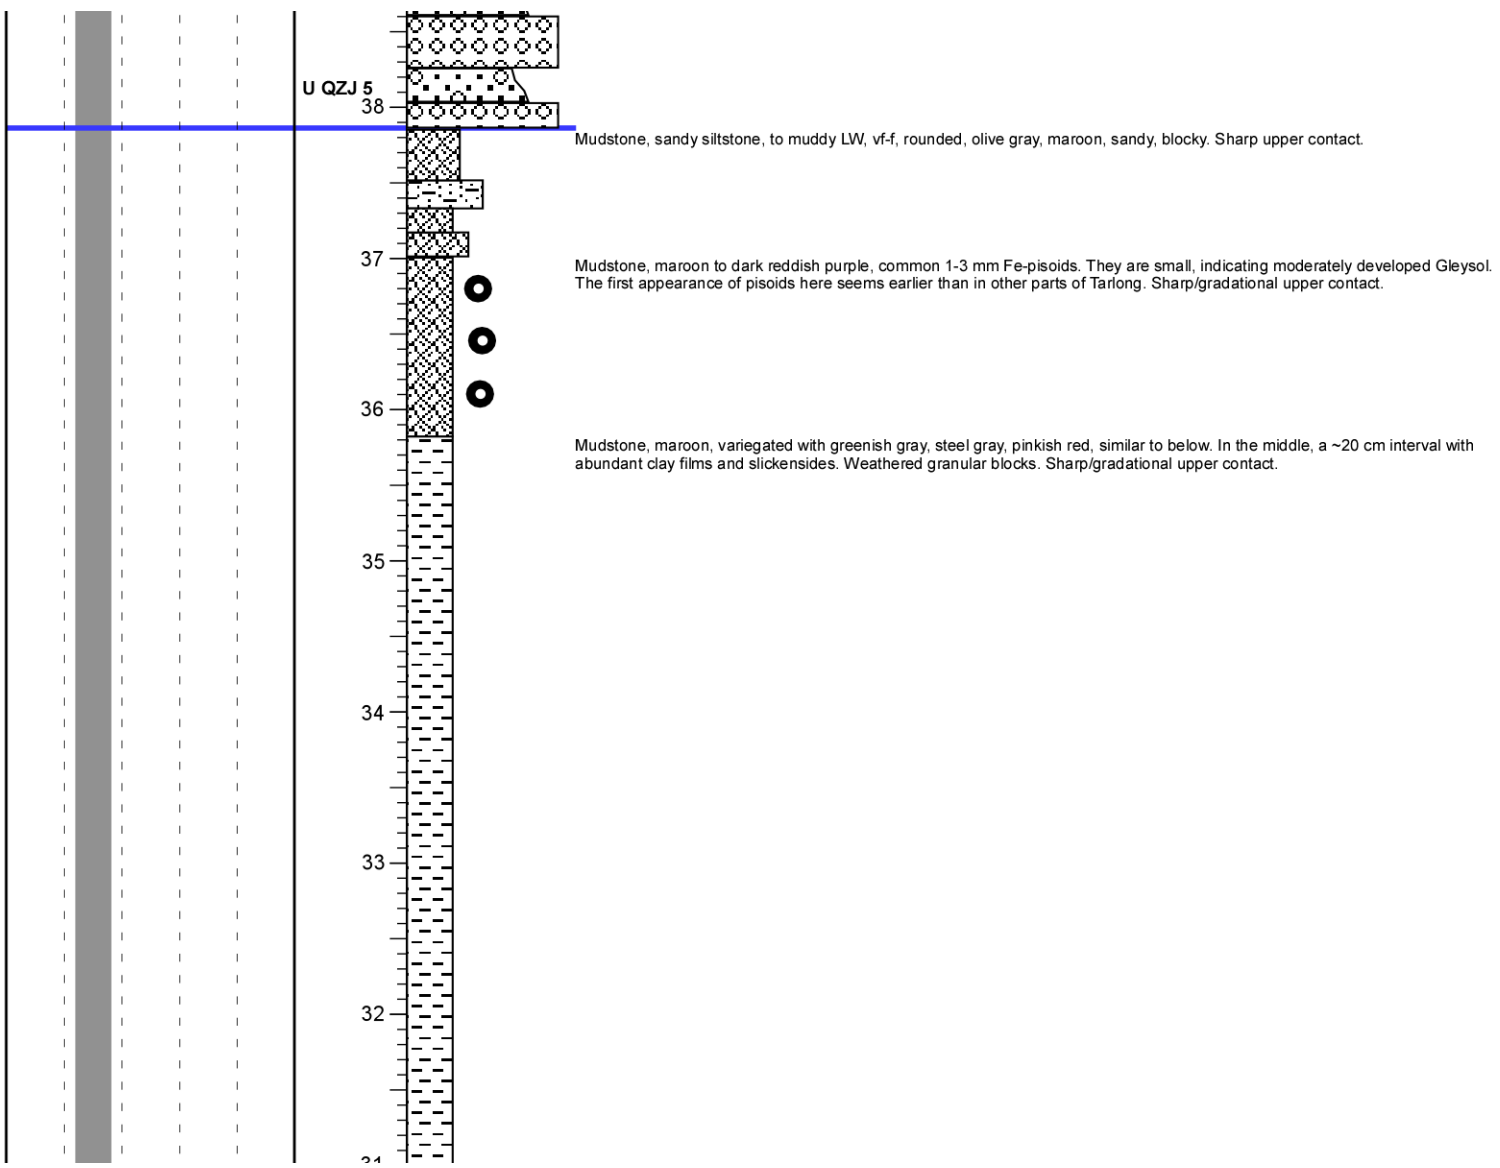 U QZJ 5
38
Mudstone, sandy siltstone, to muddy LW, vf-f, rounded, olive gray, maroon, sandy, blocky. Sharp upper contact.
37
Mudstone, maroon to dark reddish purple, common 1-3 mm Fe-pisoids. They are small, indicating moderately developed Gleysol.
The first appearance of pisoids here seems earlier than in other parts of Tarlong. Sharp/gradational upper contact.
36
Mudstone, maroon, variegated with greenish gray, steel gray, pinkish red, similar to below. In the middle, a ~20 cm interval with
abundant clay films and slickensides. Weathered granular blocks. Sharp/gradational upper contact.
35
34
33
32
31